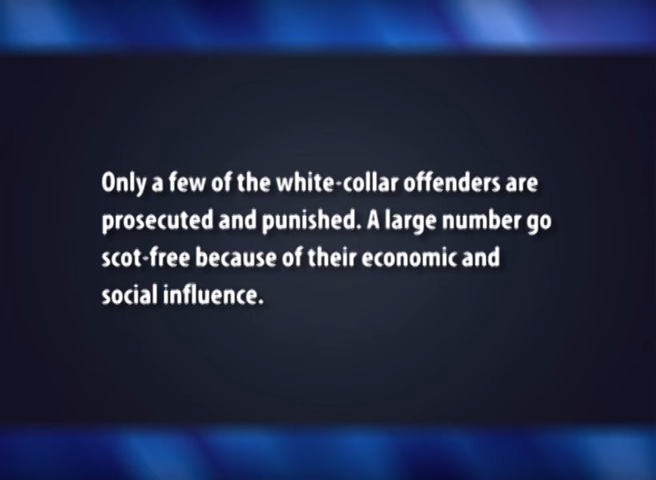 Only a few of the white-collar offenders are
prosecuted and punished. A large number go
scot-free because of their economic and
social influence.